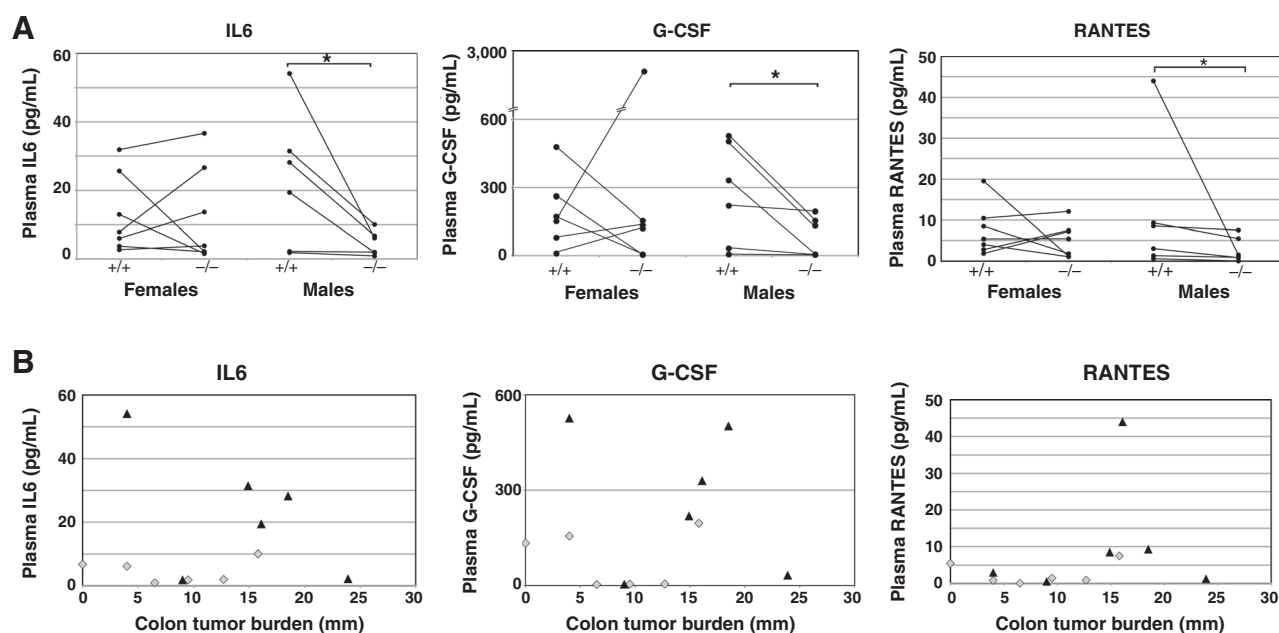 A
IL6
G-CSF
RANTES
Plasma IL6 (pg/mL)
60
40
20
0
+/+
−/−
+/+
−/−
Females
Males
*
Plasma G-CSF (pg/mL)
3,000
600
300
0
+/+
−/−
+/+
−/−
Females
Males
*
Plasma RANTES (pg/mL)
50
40
30
20
10
0
+/+
−/−
+/+
−/−
Females
Males
*
B
IL6
G-CSF
RANTES
Plasma IL6 (pg/mL)
60
40
20
0
0 5 10 15 20 25 30
Colon tumor burden (mm)
Plasma G-CSF (pg/mL)
600
300
0
0 5 10 15 20 25 30
Colon tumor burden (mm)
Plasma RANTES (pg/mL)
50
40
30
20
10
0
0 5 10 15 20 25 30
Colon tumor burden (mm)